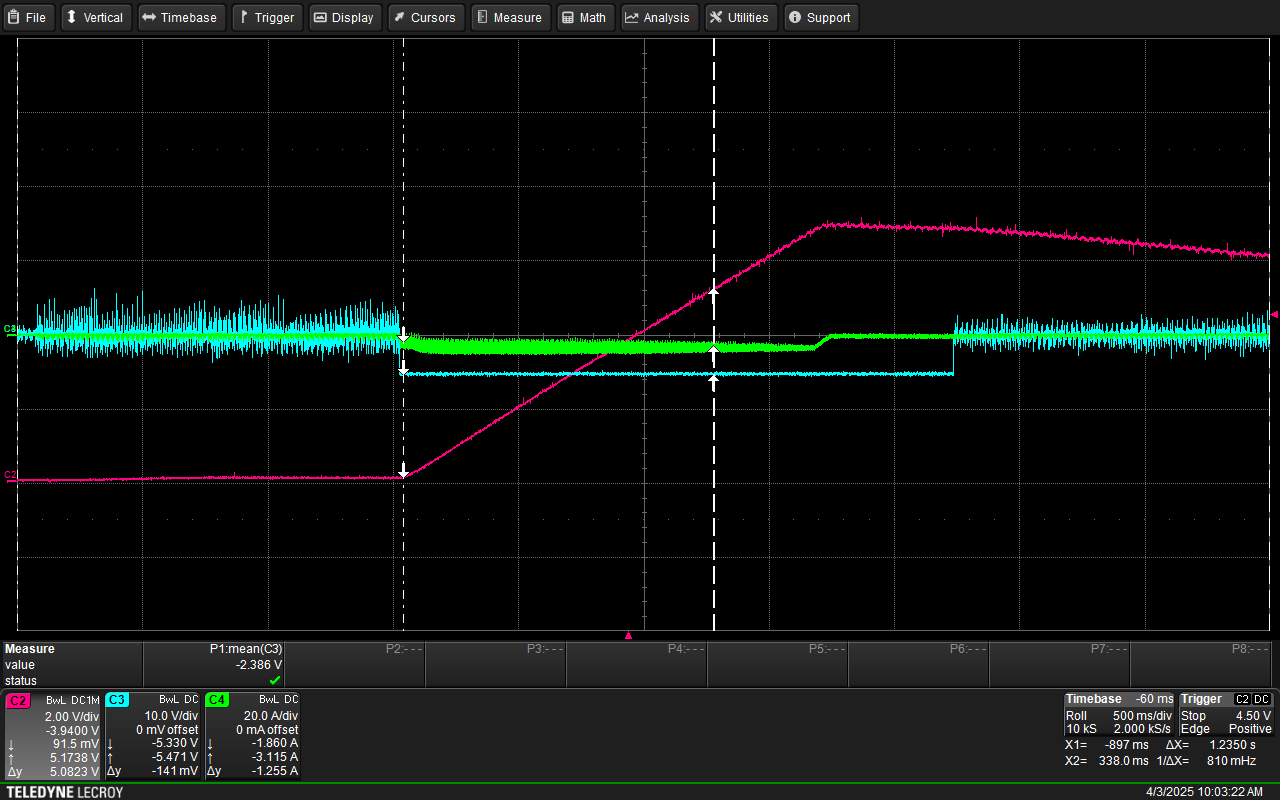 File Vertical Timebase Trigger Display Cursors Measure Math Analysis Utilities Support
C2
Measure P1:mean(C3) P2:- - - P3:- - - P4:- - - P5:- - - P6:- - - P7:- - - P8:- - -
value -2.386 V
status
C2 BwL DC1M
2.00 V/div
-3.9400 V
91.5 mV
5.1738 V
Δy 5.0823 V
C3 BwL DC
10.0 V/div
0 mV offset
-5.330 V
-5.471 V
Δy -141 mV
C4 BwL DC
20.0 A/div
0 mA offset
-1.860 A
-3.115 A
Δy -1.255 A
Timebase -60 ms
Roll 500 ms/div
10 kS 2.000 kS/s
Trigger C2 DC
Stop 4.50 V
Edge Positive
X1= -897 ms ΔX= 1.2350 s
X2= 338.0 ms 1/ΔX= 810 mHz
TELEDYNE LECROY
4/3/2025 10:03:22 AM